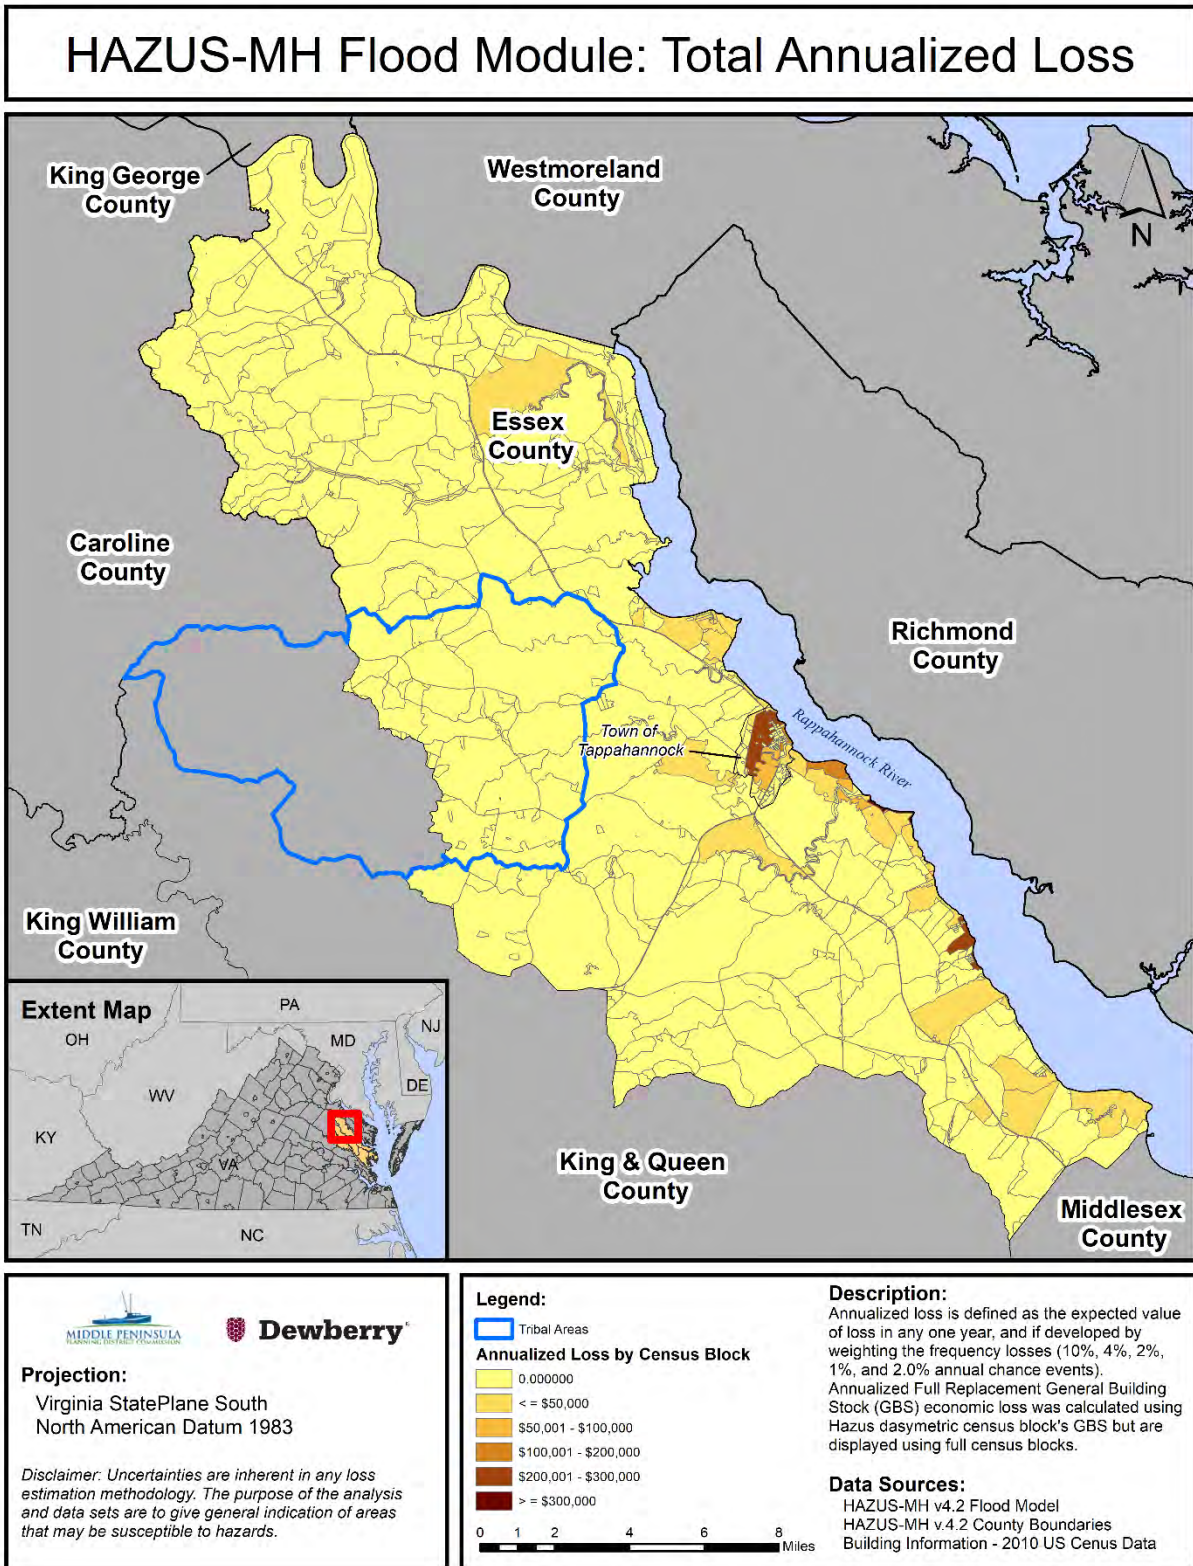 HAZUS-MH Flood Module: Total Annualized Loss
King George
County
Westmoreland
County
N
Essex
County
Caroline
County
Richmond
County
Town of
Tappahannock
Rappahannock River
King William
County
King & Queen
County
Middlesex
County
Extent Map
PA
OH
NJ
MD
DE
WV
KY
VA
TN
NC
MIDDLE PENINSULA
PLANNING DISTRICT COMMISSION
Dewberry
Projection:
Virginia StatePlane South
North American Datum 1983
Disclaimer: Uncertainties are inherent in any loss
estimation methodology. The purpose of the analysis
and data sets are to give general indication of areas
that may be susceptible to hazards.
Legend:
Tribal Areas
Annualized Loss by Census Block
0.000000
< = $50,000
$50,001 - $100,000
$100,001 - $200,000
$200,001 - $300,000
> = $300,000
0 1 2 4 6 8 Miles
Description:
Annualized loss is defined as the expected value
of loss in any one year, and if developed by
weighting the frequency losses (10%, 4%, 2%,
1%, and 2.0% annual chance events).
Annualized Full Replacement General Building
Stock (GBS) economic loss was calculated using
Hazus dasymetric census block's GBS but are
displayed using full census blocks.
Data Sources:
HAZUS-MH v4.2 Flood Model
HAZUS-MH v.4.2 County Boundaries
Building Information - 2010 US Cenus Data